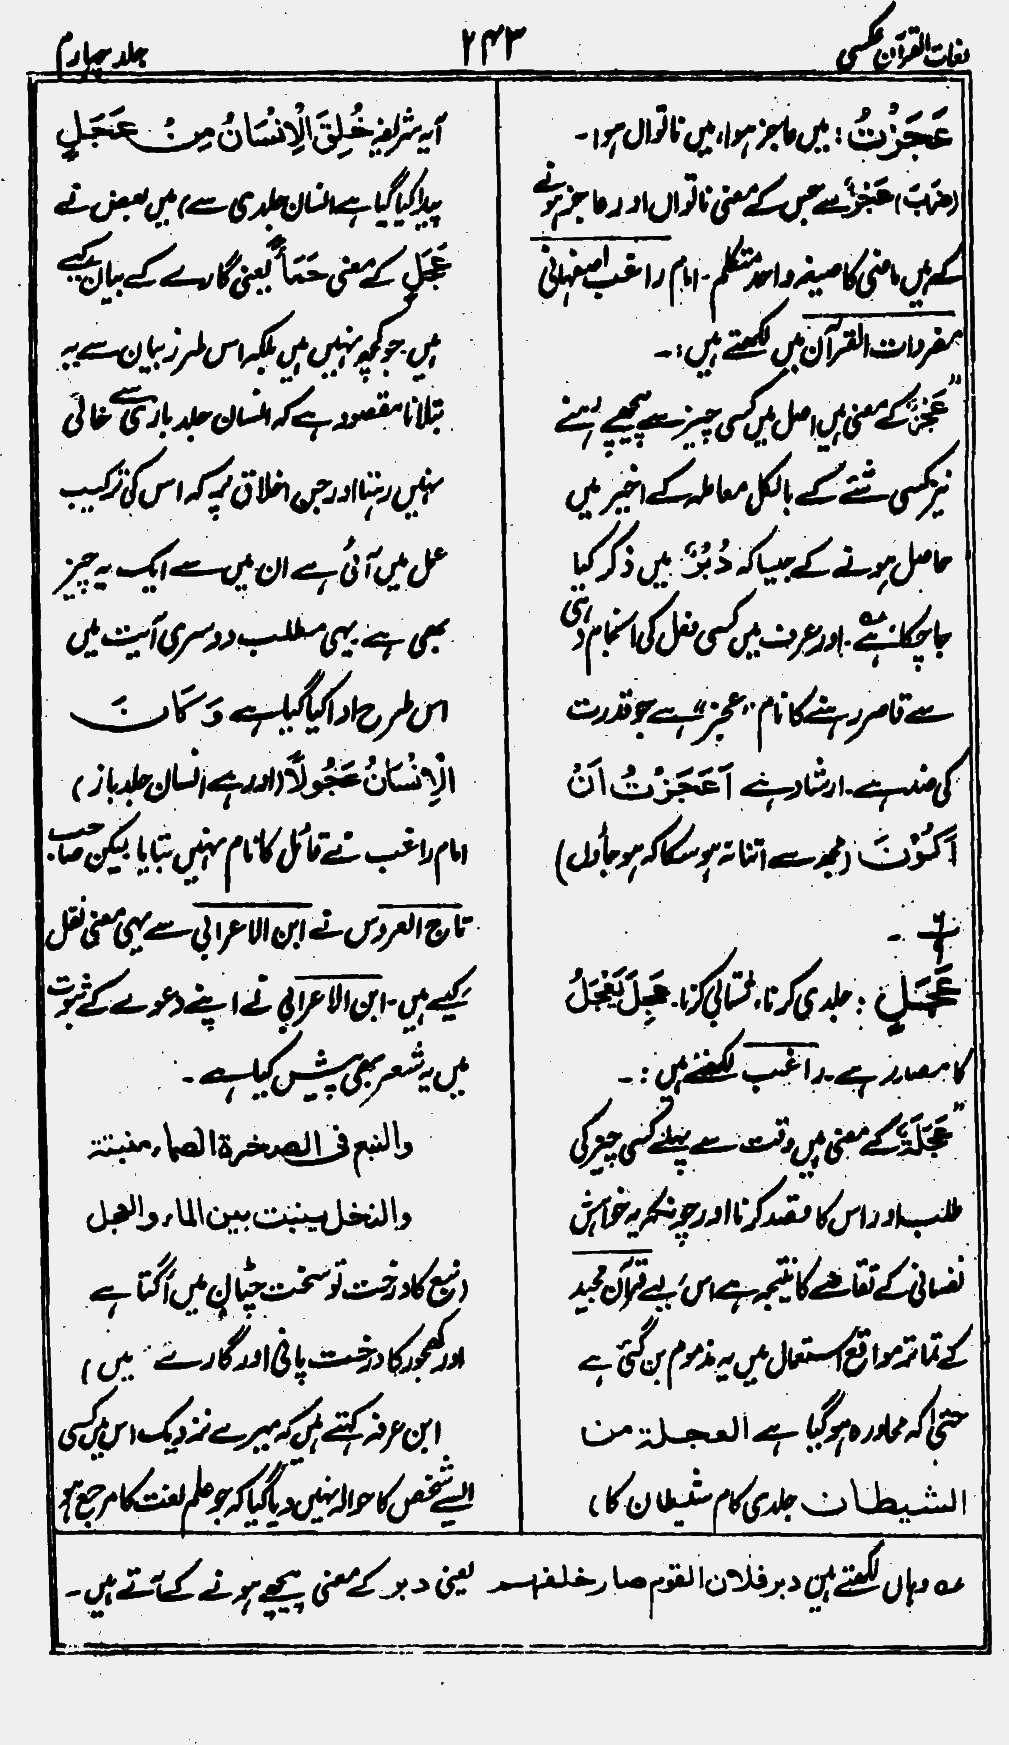 لغات القرآن عکسی
۲۴۳
جلد چہارم
عَجَزْتُ: میں عاجز ہوا، میں ناتواں ہوا۔
(ضَرَبَ) عَجْزٌ سے جس کے معنی ناتواں اور عاجز ہونے
کے ہیں ماضی کا صیغہ واحد متکلم۔ امام راغب اصفہانی
مفردات القرآن میں لکھتے ہیں:۔
"عَجْزٌ کے معنی ہیں اصل میں کسی چیز سے پیچھے رہنے
نیز کسی شئے کے بالکل معاملہ کے اخیر میں
حاصل ہونے کے جیسا کہ دُبُرٌ میں ذکر کیا
جا چکا ہے عہ۔ اور عرف میں کسی فعل کی انجام دہی
سے قاصر رہنے کا نام "عجز" ہے جو قدرت
کی ضد ہے۔ ارشاد ہے اَعَجَزْتُ اَنْ
اَكُوْنَ (مجھ سے اتنا نہ ہو سکا کہ ہو جاؤں)
۶
۹
عَجَلٍ: جلدی کرنا، شتابی کرنا۔ عَجِلَ یَعْجَلُ
کا مصدر ہے۔ راغب لکھتے ہیں:۔
"عَجَلَةٌ کے معنی ہیں وقت سے پہلے کسی چیز کی
طلب اور اس کا قصد کرنا اور چونکہ یہ خواہش
نفسانی کے تقاضے کا نتیجہ ہے اس لیے قرآن مجید
کے تمام تر مواقع استعمال میں یہ مذموم بن گئی ہے
حتیٰ کہ محاورہ ہو گیا ہے العجلة من
الشيطان جلدی کام شیطان کا)
آیہ شریفہ خُلِقَ الْاِنْسَانُ مِنْ عَجَلٍ
پیدا کیا گیا ہے انسان جلدی سے) میں بعض نے
عَجَلٍ کے معنی حَمَأٌ یعنی گارے کے بیان کیے
ہیں۔ جو کچھ نہیں ہیں بلکہ اس طرز بیان سے یہ
بتلانا مقصود ہے کہ انسان جلد بازی سے خالی
نہیں رہتا اور جن اخلاق پہ کہ اس کی ترکیب
عمل میں آئی ہے ان میں سے ایک یہ چیز
بھی ہے۔ یہی مطلب دوسری آیت میں
اس طرح ادا کیا گیا ہے وَكَانَ
الْاِنْسَانُ عَجُولًا (اور ہے انسان جلد باز)
امام راغب نے قائل کا نام نہیں بتایا لیکن صاحب
تاج العروس نے ابن الاعرابی سے یہی معنی نقل
کیے ہیں۔ ابن الاعرابی نے اپنے دعوے کے ثبوت
میں یہ شعر بھی پیش کیا ہے۔
والنبع فی الصخرة الصماء منبتہ
والنخل ینبت بین الماء والعجل
(نبع کا درخت تو سخت چٹان میں اگتا ہے
اور کھجور کا درخت پانی اور گارے میں)
ابن عرفہ کہتے ہیں کہ میرے نزدیک اس میں کسی
ایسے شخص کا حوالہ نہیں دیا گیا کہ جو علم لغت کا مرجع ہو
عہ وہاں لکھتے ہیں دبر فلان القوم صار خلفهم یعنی دبر کے معنی پیچھے ہونے کے آتے ہیں۔